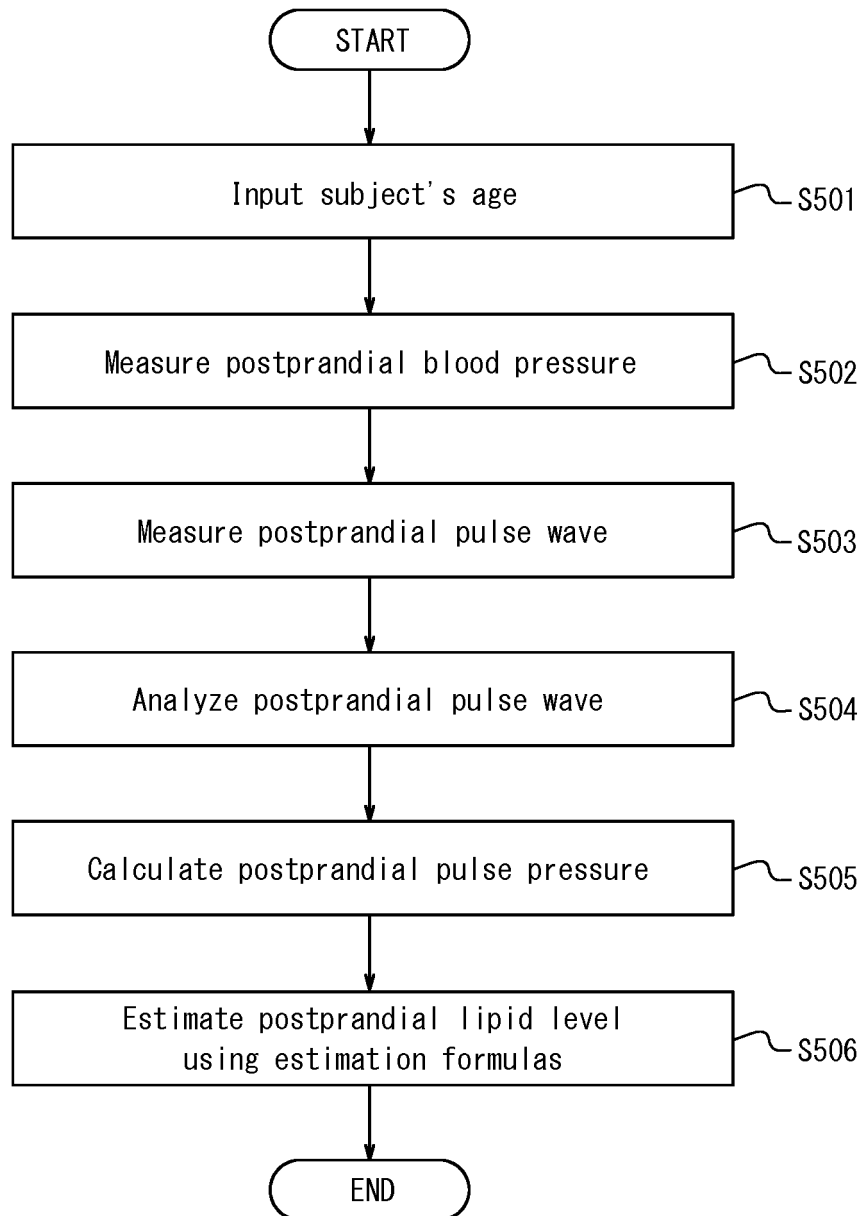 START
Input subject's age
S501
Measure postprandial blood pressure
S502
Measure postprandial pulse wave
S503
Analyze postprandial pulse wave
S504
Calculate postprandial pulse pressure
S505
Estimate postprandial lipid level
using estimation formulas
S506
END